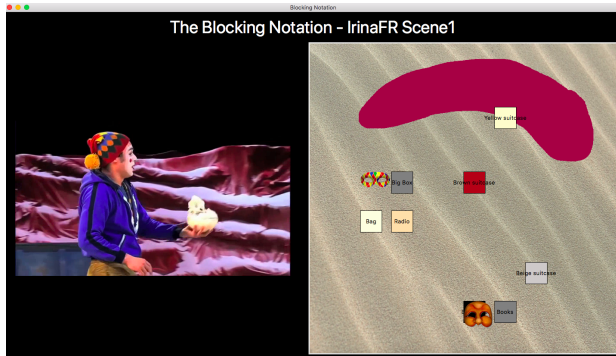 Blocking Notation
The Blocking Notation - IrinaFR Scene1
Yellow suitcase
Big Box
Brown suitcase
Bag
Radio
Beige suitcase
Books